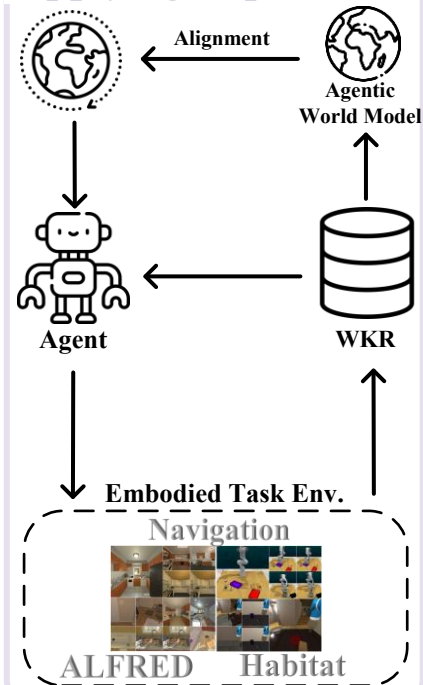 Alignment
Agentic
World Model
Agent
WKR
Embodied Task Env.
Navigation
ALFRED
Habitat